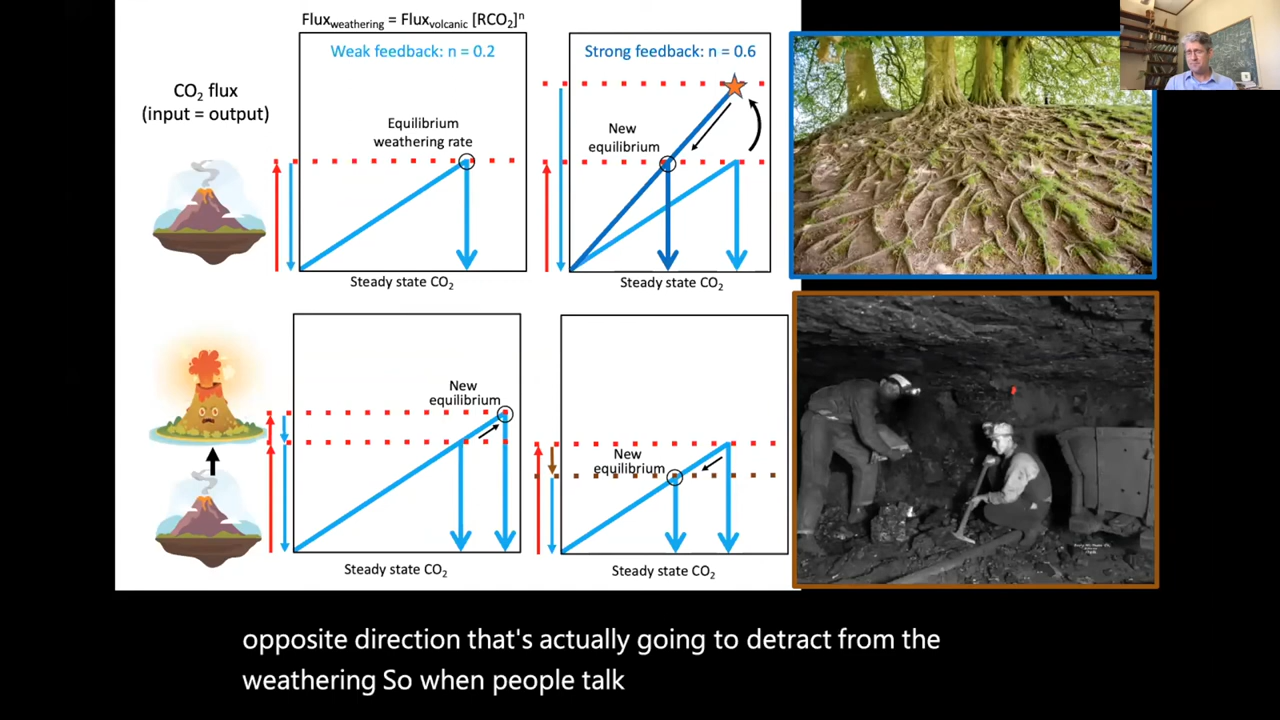 Flux_weathering = Flux_volcanic [RCO₂]ⁿ
Weak feedback: n = 0.2
Strong feedback: n = 0.6
CO₂ flux
(input = output)
Equilibrium
weathering rate
New
equilibrium
Steady state CO₂
Steady state CO₂
New
equilibrium
New
equilibrium
Steady state CO₂
Steady state CO₂
opposite direction that's actually going to detract from the
weathering So when people talk